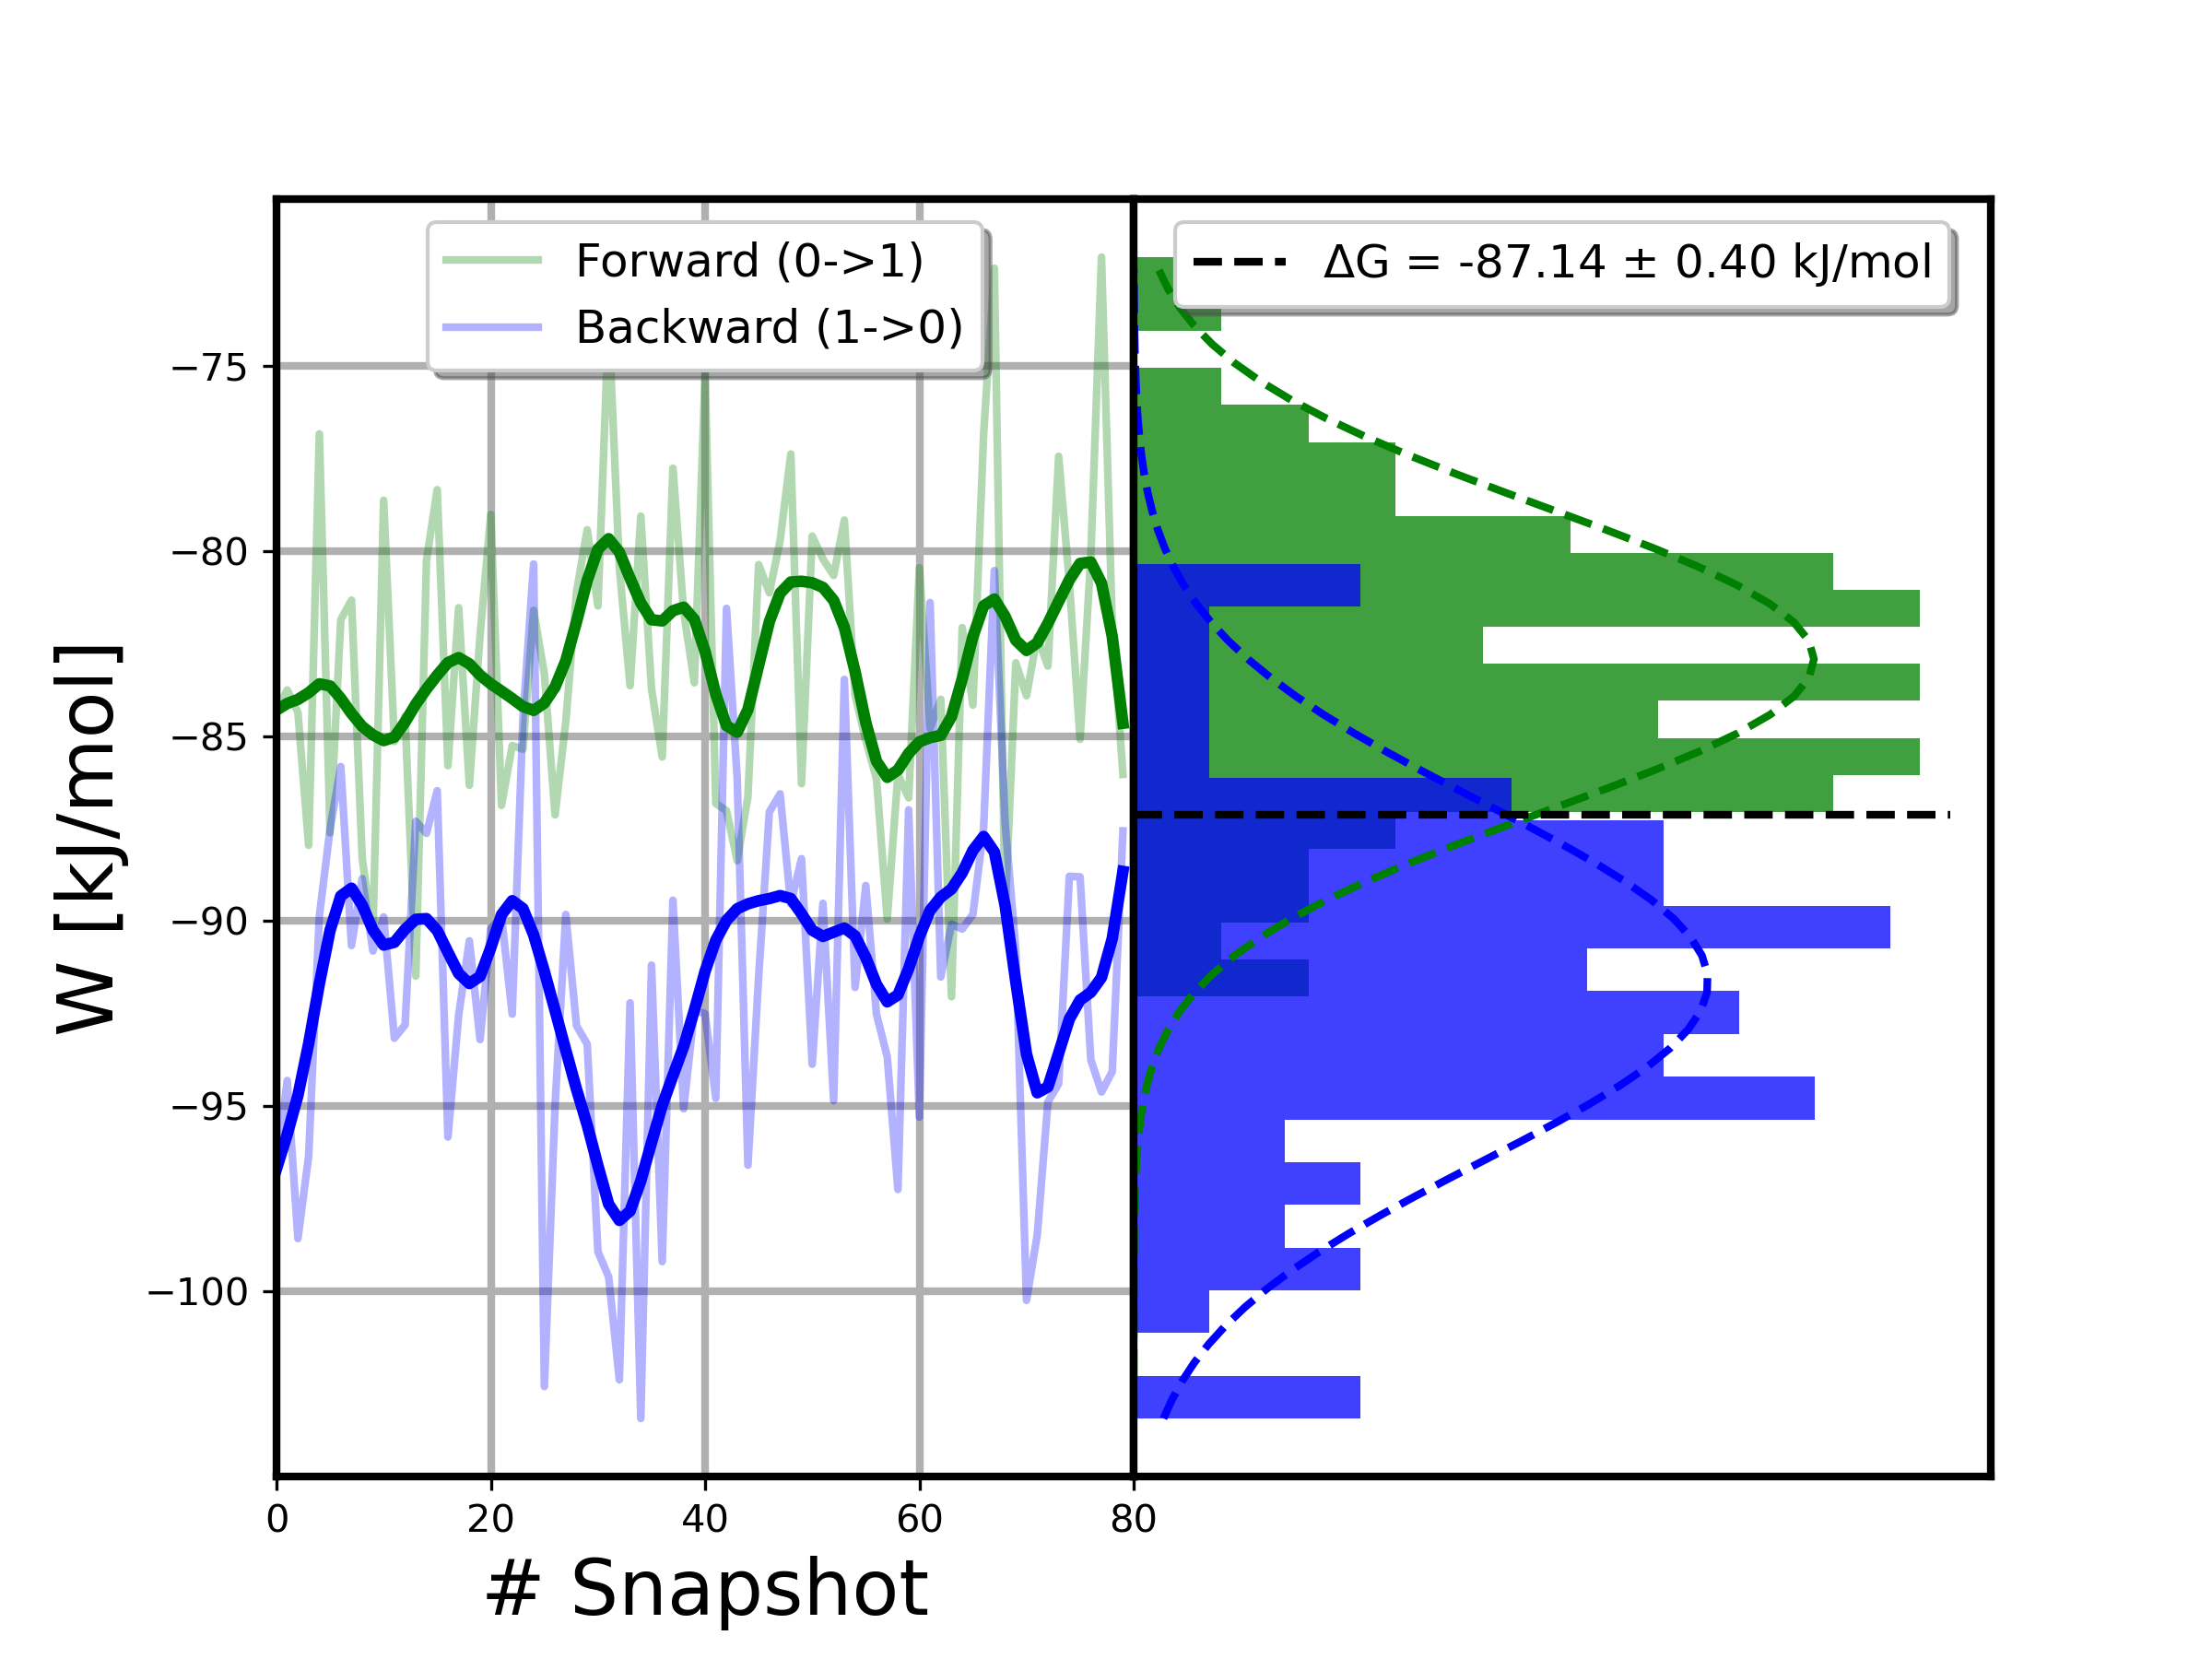 Forward (0->1)
Backward (1->0)
ΔG = -87.14 ± 0.40 kJ/mol
W [kJ/mol]
−75
−80
−85
−90
−95
−100
0 20 40 60 80
# Snapshot